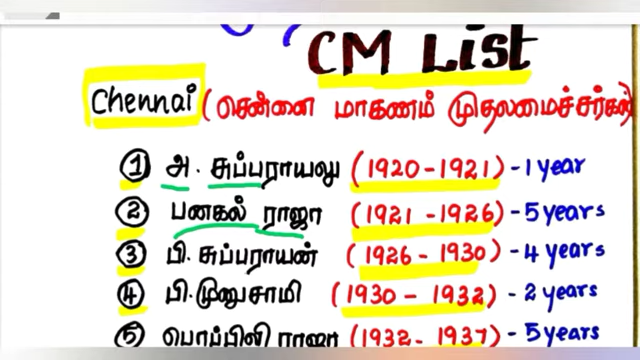 CM List
Chennai (சென்னை மாகாணம் முதலமைச்சர்கள்)
1 அ. சுப்பராயலு (1920-1921) - 1 year
2 பனகல் ராஜா (1921-1926) - 5 years
3 பி. சுப்பராயன் (1926-1930) - 4 years
4 பி.முனுசாமி (1930-1932) - 2 years
5 பொப்பிலி ராஜா (1932-1937) - 5 years